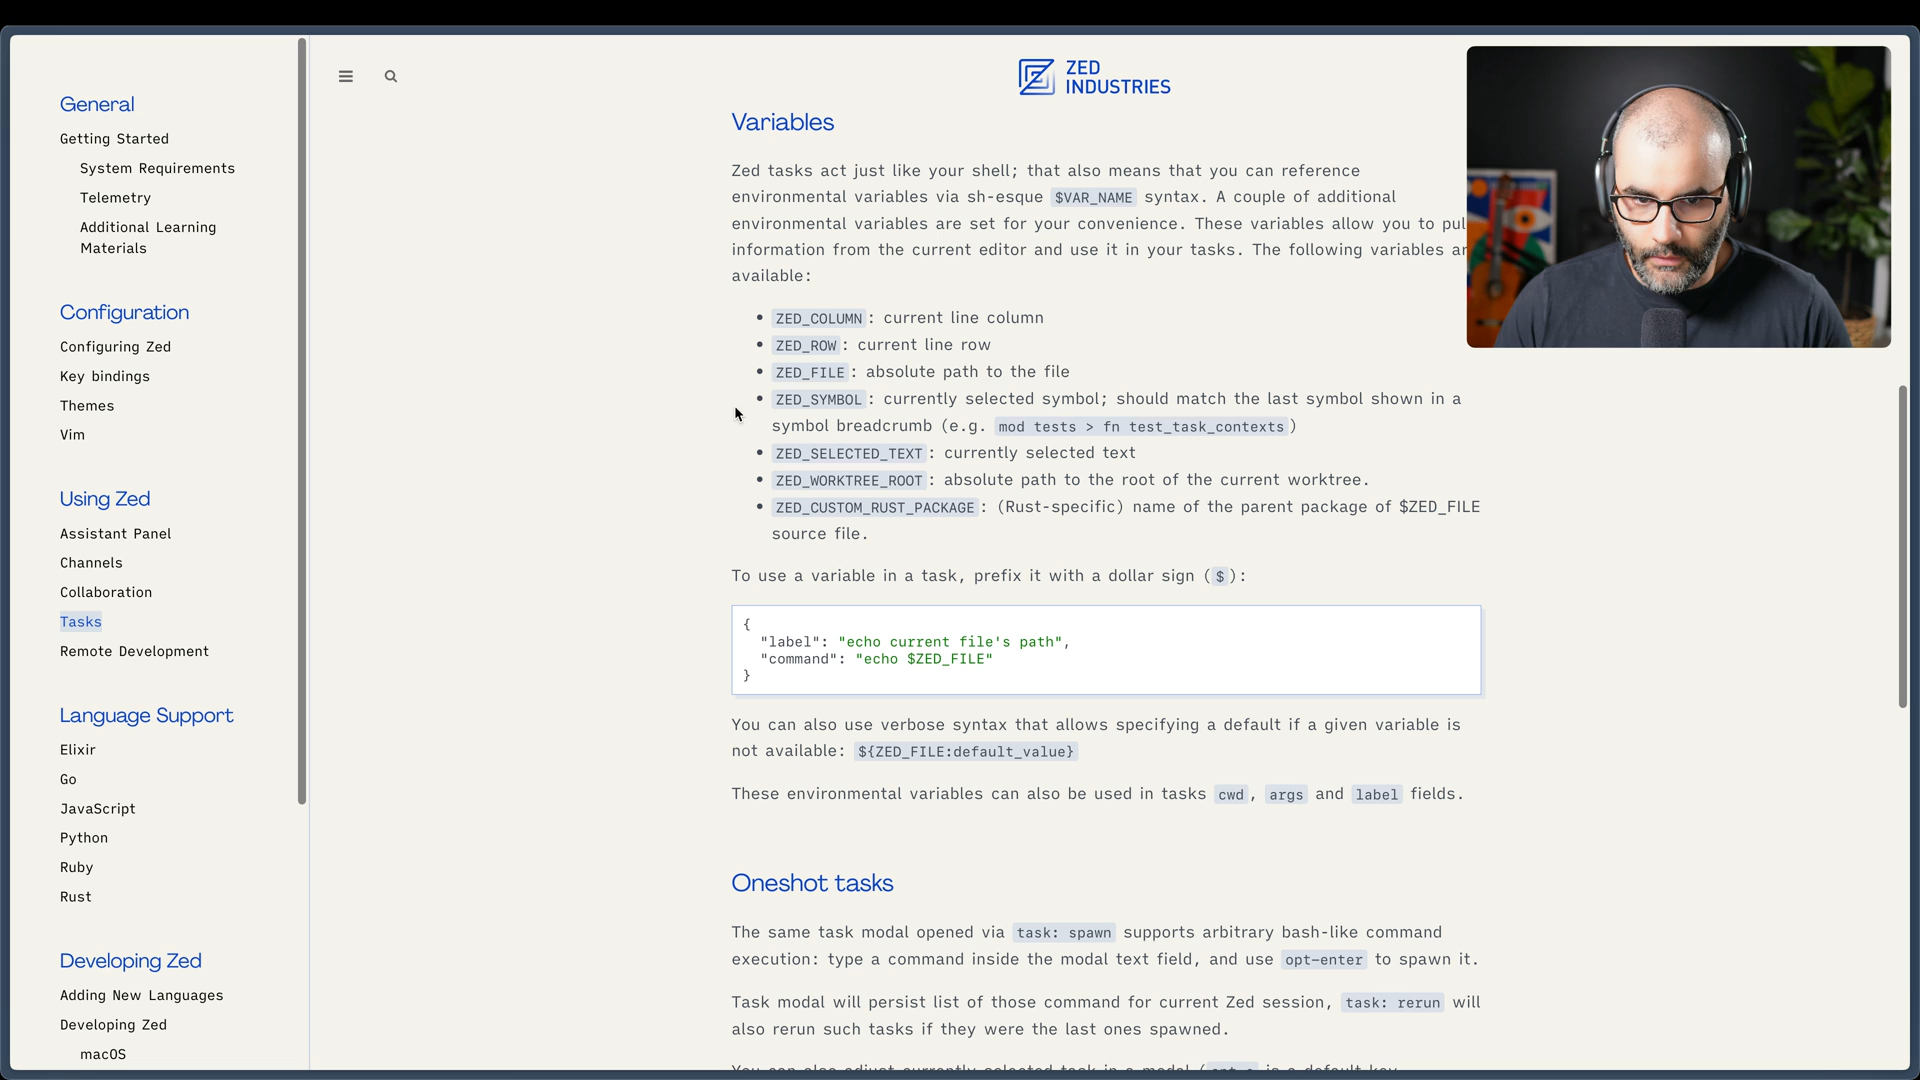 General
Getting Started
System Requirements
Telemetry
Additional Learning
Materials
Configuration
Configuring Zed
Key bindings
Themes
Vim
Using Zed
Assistant Panel
Channels
Collaboration
Tasks
Remote Development
Language Support
Elixir
Go
JavaScript
Python
Ruby
Rust
Developing Zed
Adding New Languages
Developing Zed
macOS
ZED
INDUSTRIES
Variables
Zed tasks act just like your shell; that also means that you can reference
environmental variables via sh-esque $VAR_NAME syntax. A couple of additional
environmental variables are set for your convenience. These variables allow you to pul
information from the current editor and use it in your tasks. The following variables ar
available:
• ZED_COLUMN: current line column
• ZED_ROW: current line row
• ZED_FILE: absolute path to the file
• ZED_SYMBOL: currently selected symbol; should match the last symbol shown in a
symbol breadcrumb (e.g. mod tests > fn test_task_contexts)
• ZED_SELECTED_TEXT: currently selected text
• ZED_WORKTREE_ROOT: absolute path to the root of the current worktree.
• ZED_CUSTOM_RUST_PACKAGE: (Rust-specific) name of the parent package of $ZED_FILE
source file.
To use a variable in a task, prefix it with a dollar sign ($):
{
"label": "echo current file's path",
"command": "echo $ZED_FILE"
}
You can also use verbose syntax that allows specifying a default if a given variable is
not available: ${ZED_FILE:default_value}
These environmental variables can also be used in tasks cwd, args and label fields.
Oneshot tasks
The same task modal opened via task: spawn supports arbitrary bash-like command
execution: type a command inside the modal text field, and use opt-enter to spawn it.
Task modal will persist list of those command for current Zed session, task: rerun will
also rerun such tasks if they were the last ones spawned.
You can also adjust currently selected task in a modal (opt-e is a default key